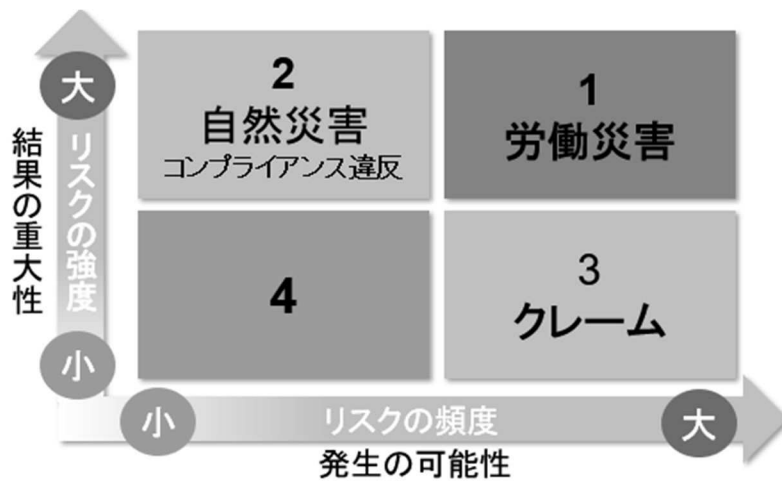 大
リスクの強度
結果の重大性
小
2
自然災害
コンプライアンス違反
1
労働災害
4
3
クレーム
小
リスクの頻度
大
発生の可能性